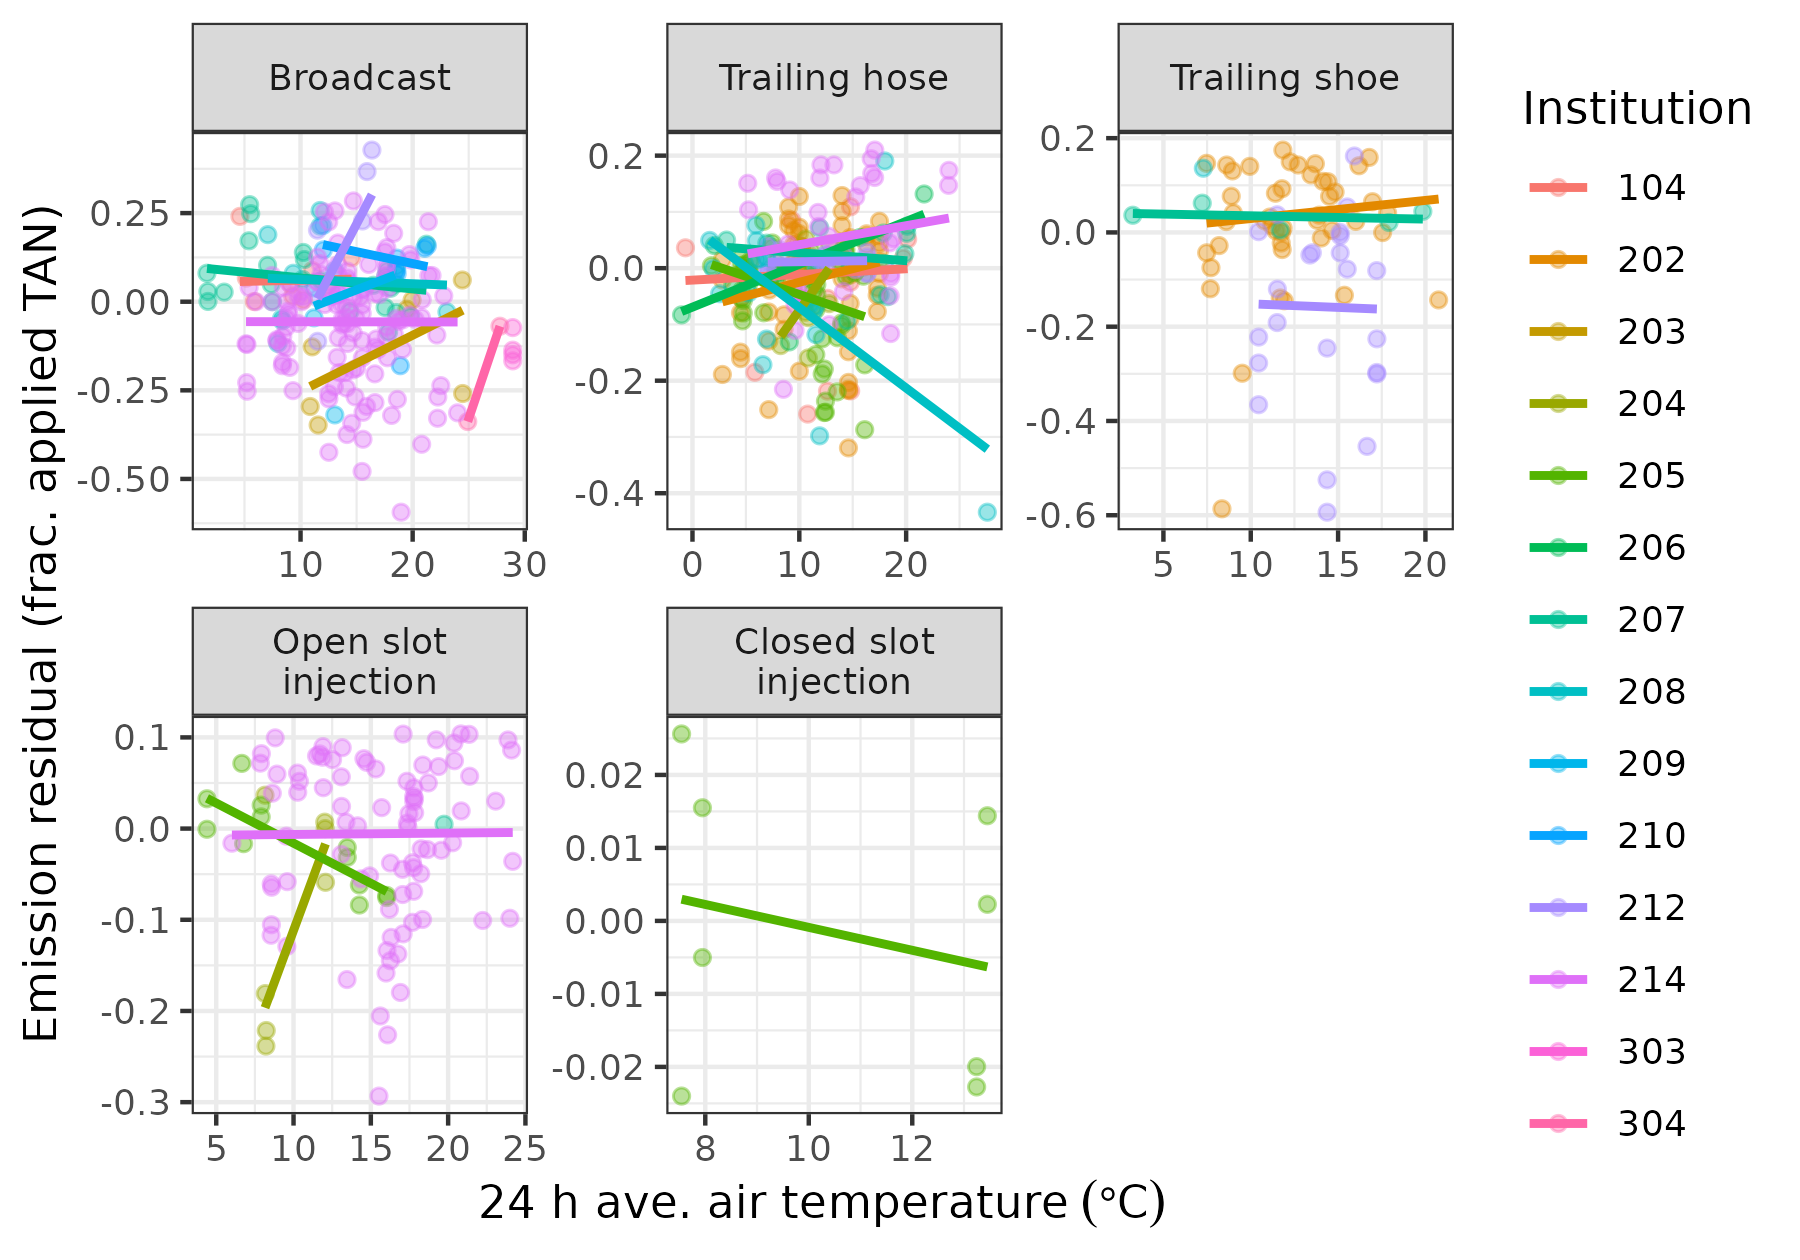 Broadcast
Trailing hose
Trailing shoe
Institution
104
202
203
204
205
206
207
208
209
210
212
214
303
304
Emission residual (frac. applied TAN)
0.25
0.00
-0.25
-0.50
10 20 30
0.2
0.0
-0.2
-0.4
0 10 20
0.2
0.0
-0.2
-0.4
-0.6
5 10 15 20
Open slot
injection
Closed slot
injection
0.1
0.0
-0.1
-0.2
-0.3
5 10 15 20 25
0.02
0.01
0.00
-0.01
-0.02
8 10 12
24 h ave. air temperature (°C)